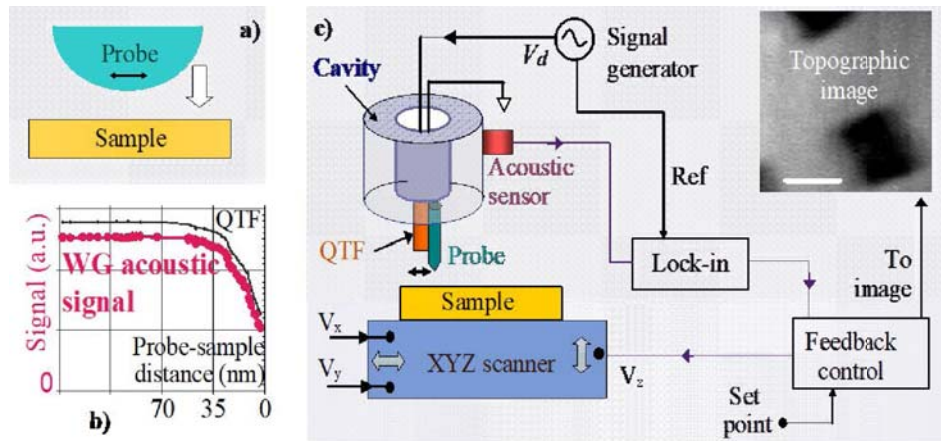 a)
Probe
Sample
Signal (a.u.)
0
QTF
WG acoustic
signal
Probe-sample
distance (nm)
70
35
0
b)
c)
Cavity
V_d
Signal
generator
Acoustic
sensor
Ref
QTF
Probe
Lock-in
Sample
V_x
V_y
XYZ scanner
V_z
Feedback
control
Set
point
To
image
Topographic
image